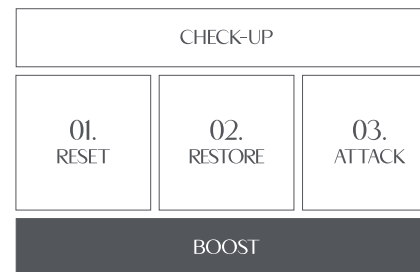 CHECK-UP
01.
RESET
02.
RESTORE
03.
ATTACK
BOOST